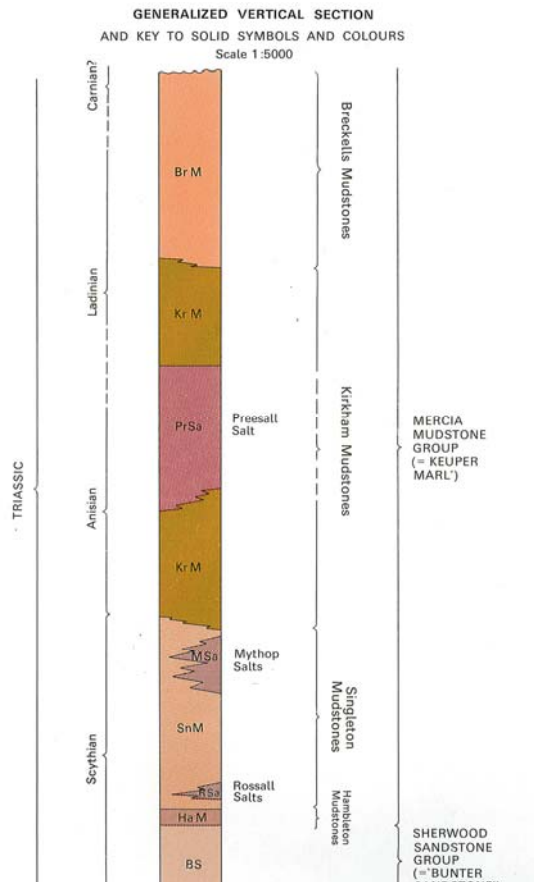 GENERALIZED VERTICAL SECTION
AND KEY TO SOLID SYMBOLS AND COLOURS
Scale 1:5000
TRIASSIC
Carnian?
Ladinian
Anisian
Scythian
Br M
Kr M
PrSa
Kr M
MSa
SnM
RSa
Ha M
BS
Preesall
Salt
Mythop
Salts
Rossall
Salts
Breckells Mudstones
Kirkham Mudstones
Singleton
Mudstones
Hambleton
Mudstones
MERCIA
MUDSTONE
GROUP
(= KEUPER
MARL')
SHERWOOD
SANDSTONE
GROUP
(='BUNTER